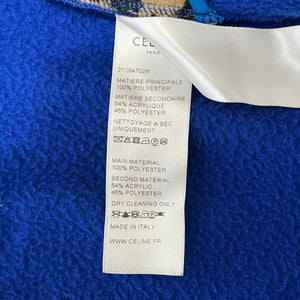 CELINE
PARIS
2Y284702M
MATIERE PRINCIPALE
100% POLYESTER
MATIERE SECONDAIRE
54% ACRYLIQUE
46% POLYESTER
NETTOYAGE A SEC
UNIQUEMENT
MAIN MATERIAL
100% POLYESTER
SECOND MATERIAL
54% ACRYLIC
46% POLYESTER
DRY CLEANING ONLY
MADE IN ITALY
WWW.CELINE.FR